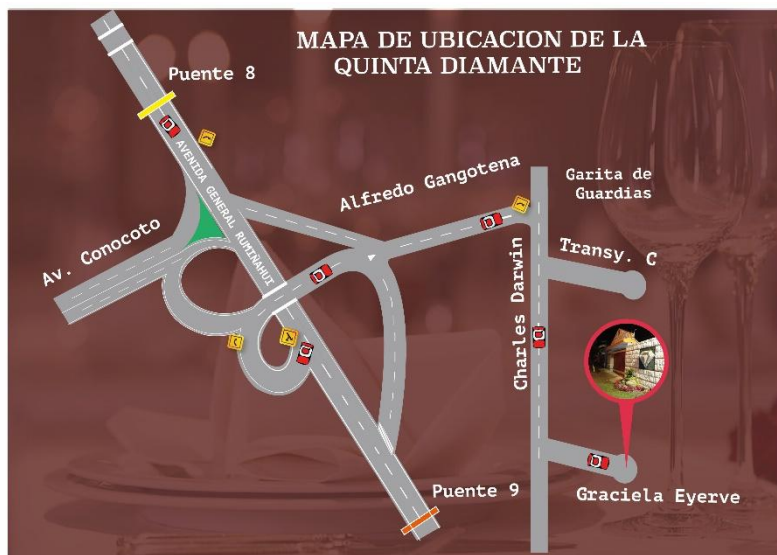 MAPA DE UBICACION DE LA
QUINTA DIAMANTE
Puente 8
AVENIDA GENERAL RUMIÑAHUI
Alfredo Gangotena
Garita de
Guardias
Av. Conocoto
Transy. C
Charles Darwin
Puente 9
Graciela Eyerve